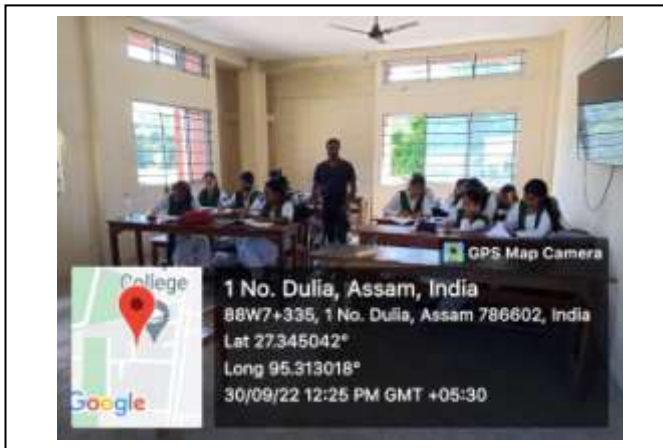 GPS Map Camera
College
Google
1 No. Dulia, Assam, India
88W7+335, 1 No. Dulia, Assam 786602, India
Lat 27.345042°
Long 95.313018°
30/09/22 12:25 PM GMT +05:30